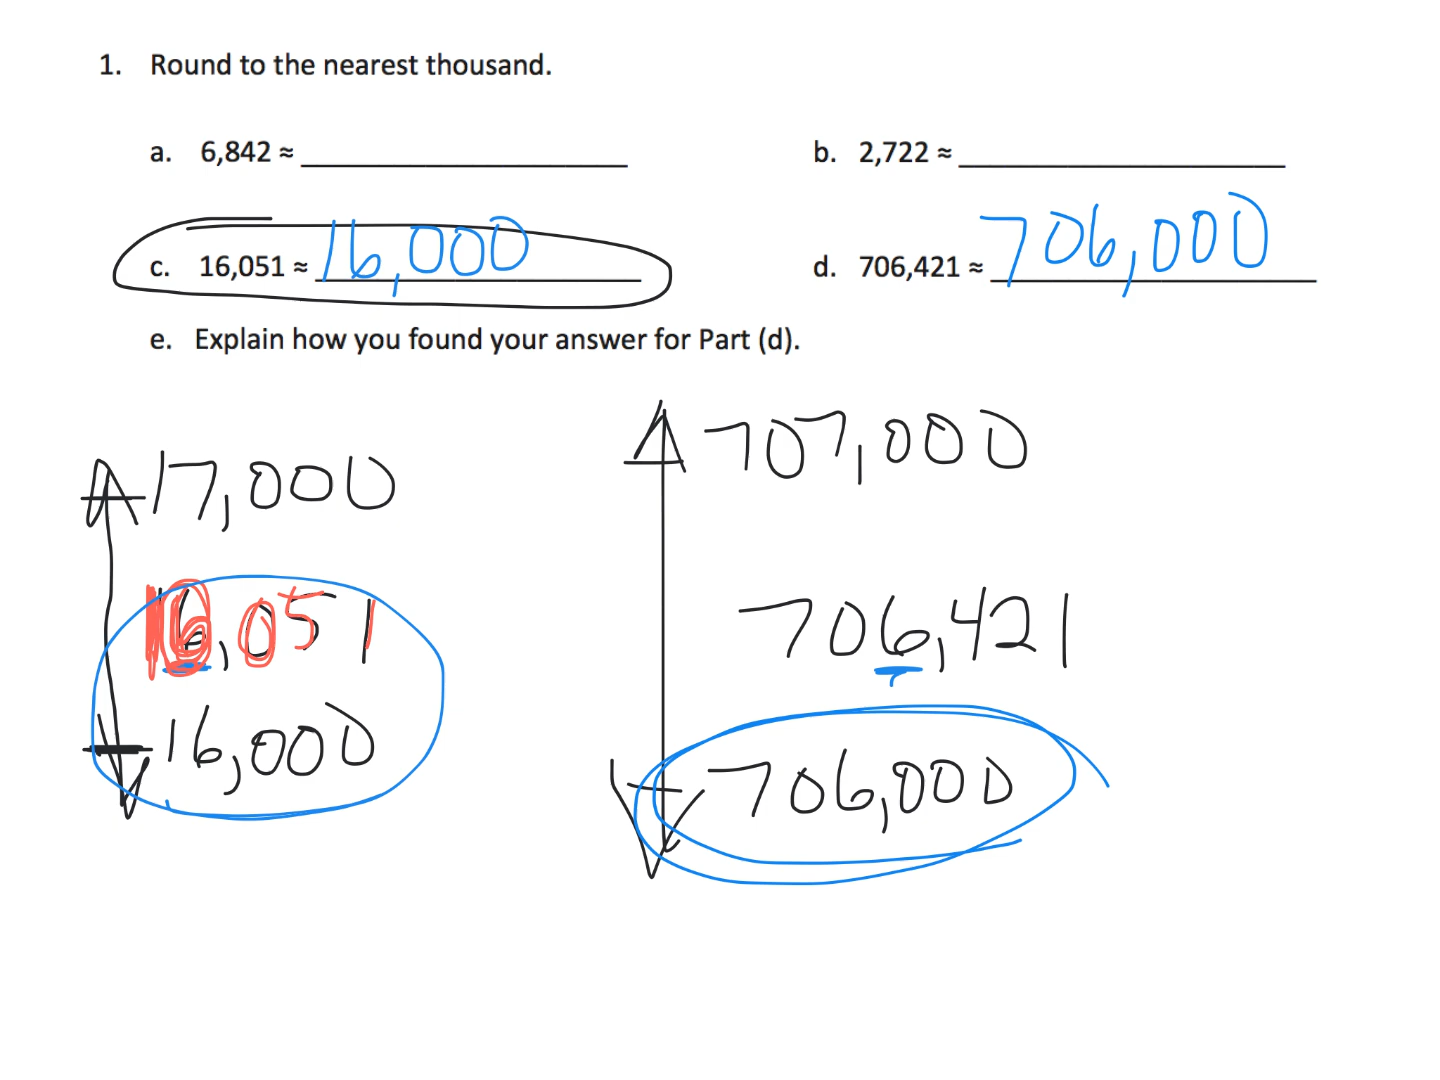 1. Round to the nearest thousand.
a. 6,842 ≈ ____________________
b. 2,722 ≈ ____________________
c. 16,051 ≈ 16,000
d. 706,421 ≈ 706,000
e. Explain how you found your answer for Part (d).
17,000
16,051
16,000
707,000
706,421
706,000